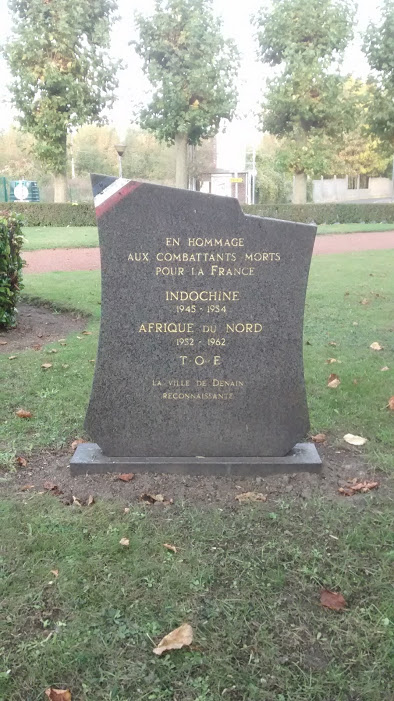 EN HOMMAGE
AUX COMBATTANTS MORTS
POUR LA FRANCE
INDOCHINE
1945 - 1954
AFRIQUE DU NORD
1952 - 1962
T·O·E
LA VILLE DE DENAIN
RECONNAISSANTE